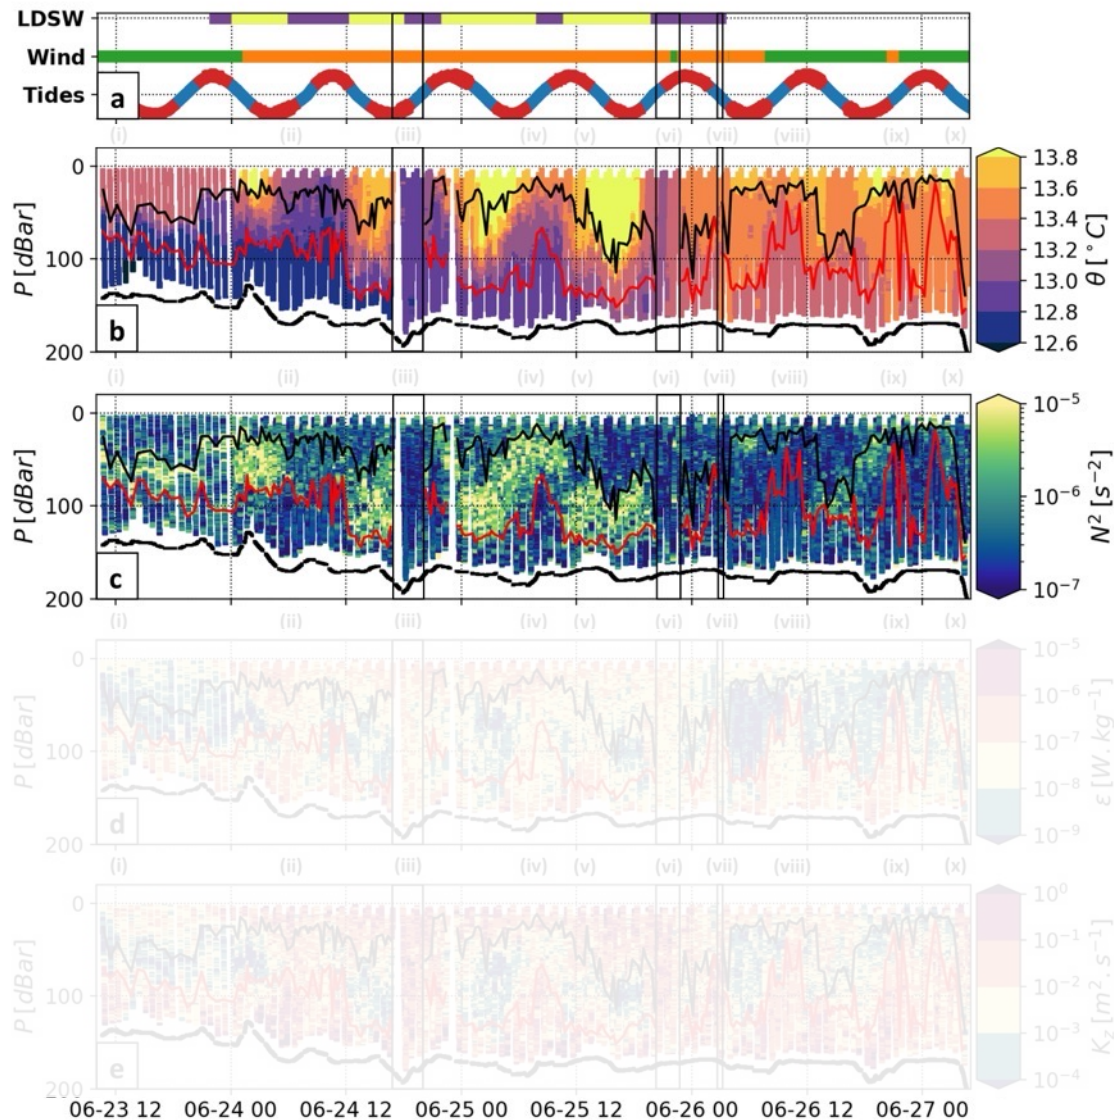 LDSW
Wind
Tides
a
(i) (ii) (iii) (iv) (v) (vi) (vii) (viii) (ix) (x)
0
100
200
P [dBar]
b
13.8
13.6
13.4
13.2
13.0
12.8
12.6
θ [°C]
(i) (ii) (iii) (iv) (v) (vi) (vii) (viii) (ix) (x)
0
100
200
P [dBar]
c
10⁻⁵
10⁻⁶
10⁻⁷
N² [s⁻²]
(i) (ii) (iii) (iv) (v) (vi) (vii) (viii) (ix) (x)
0
100
200
P [dBar]
d
10⁻⁵
10⁻⁶
10⁻⁷
10⁻⁸
10⁻⁹
ε [W.kg⁻¹]
(i) (ii) (iii) (iv) (v) (vi) (vii) (viii) (ix) (x)
0
100
200
P [dBar]
e
10⁰
10⁻¹
10⁻²
10⁻³
10⁻⁴
K_z [m².s⁻¹]
06-23 12 06-24 00 06-24 12 06-25 00 06-25 12 06-26 00 06-26 12 06-27 00